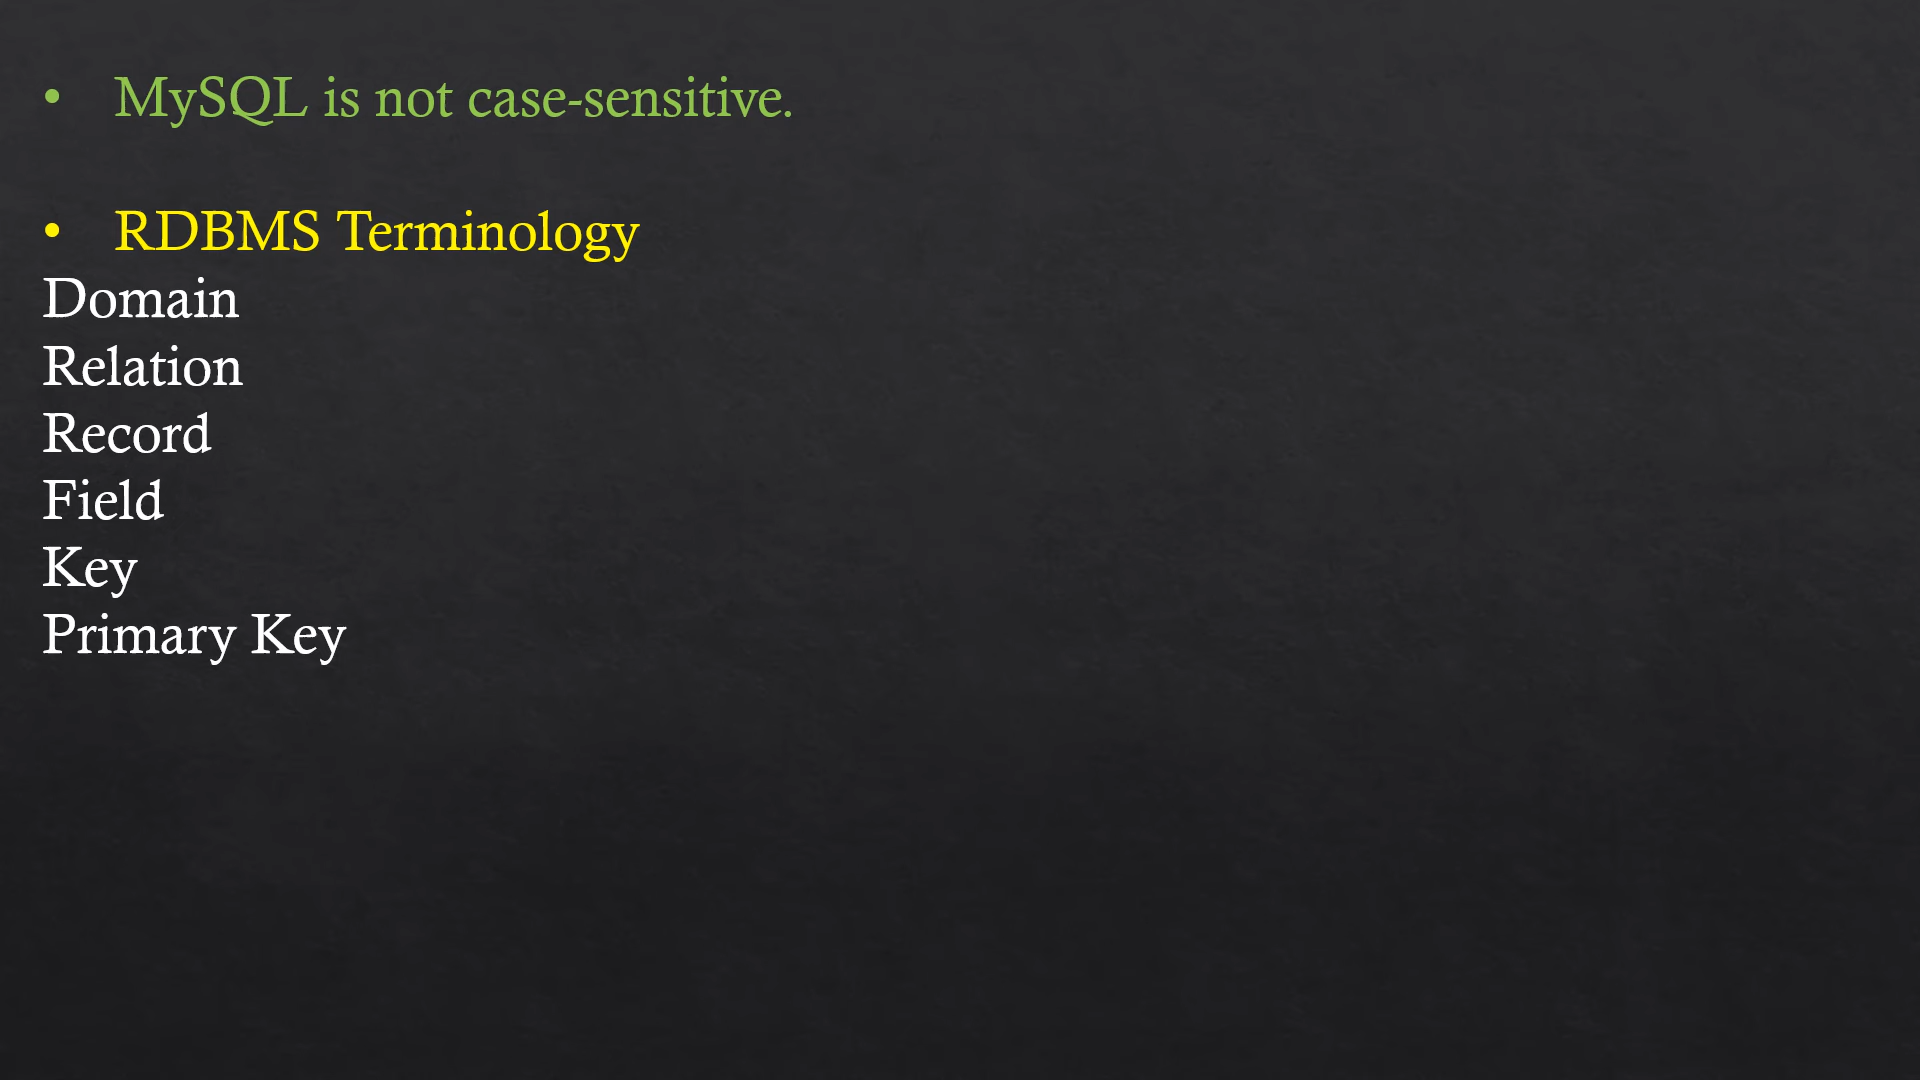 • MySQL is not case-sensitive.
• RDBMS Terminology
Domain
Relation
Record
Field
Key
Primary Key